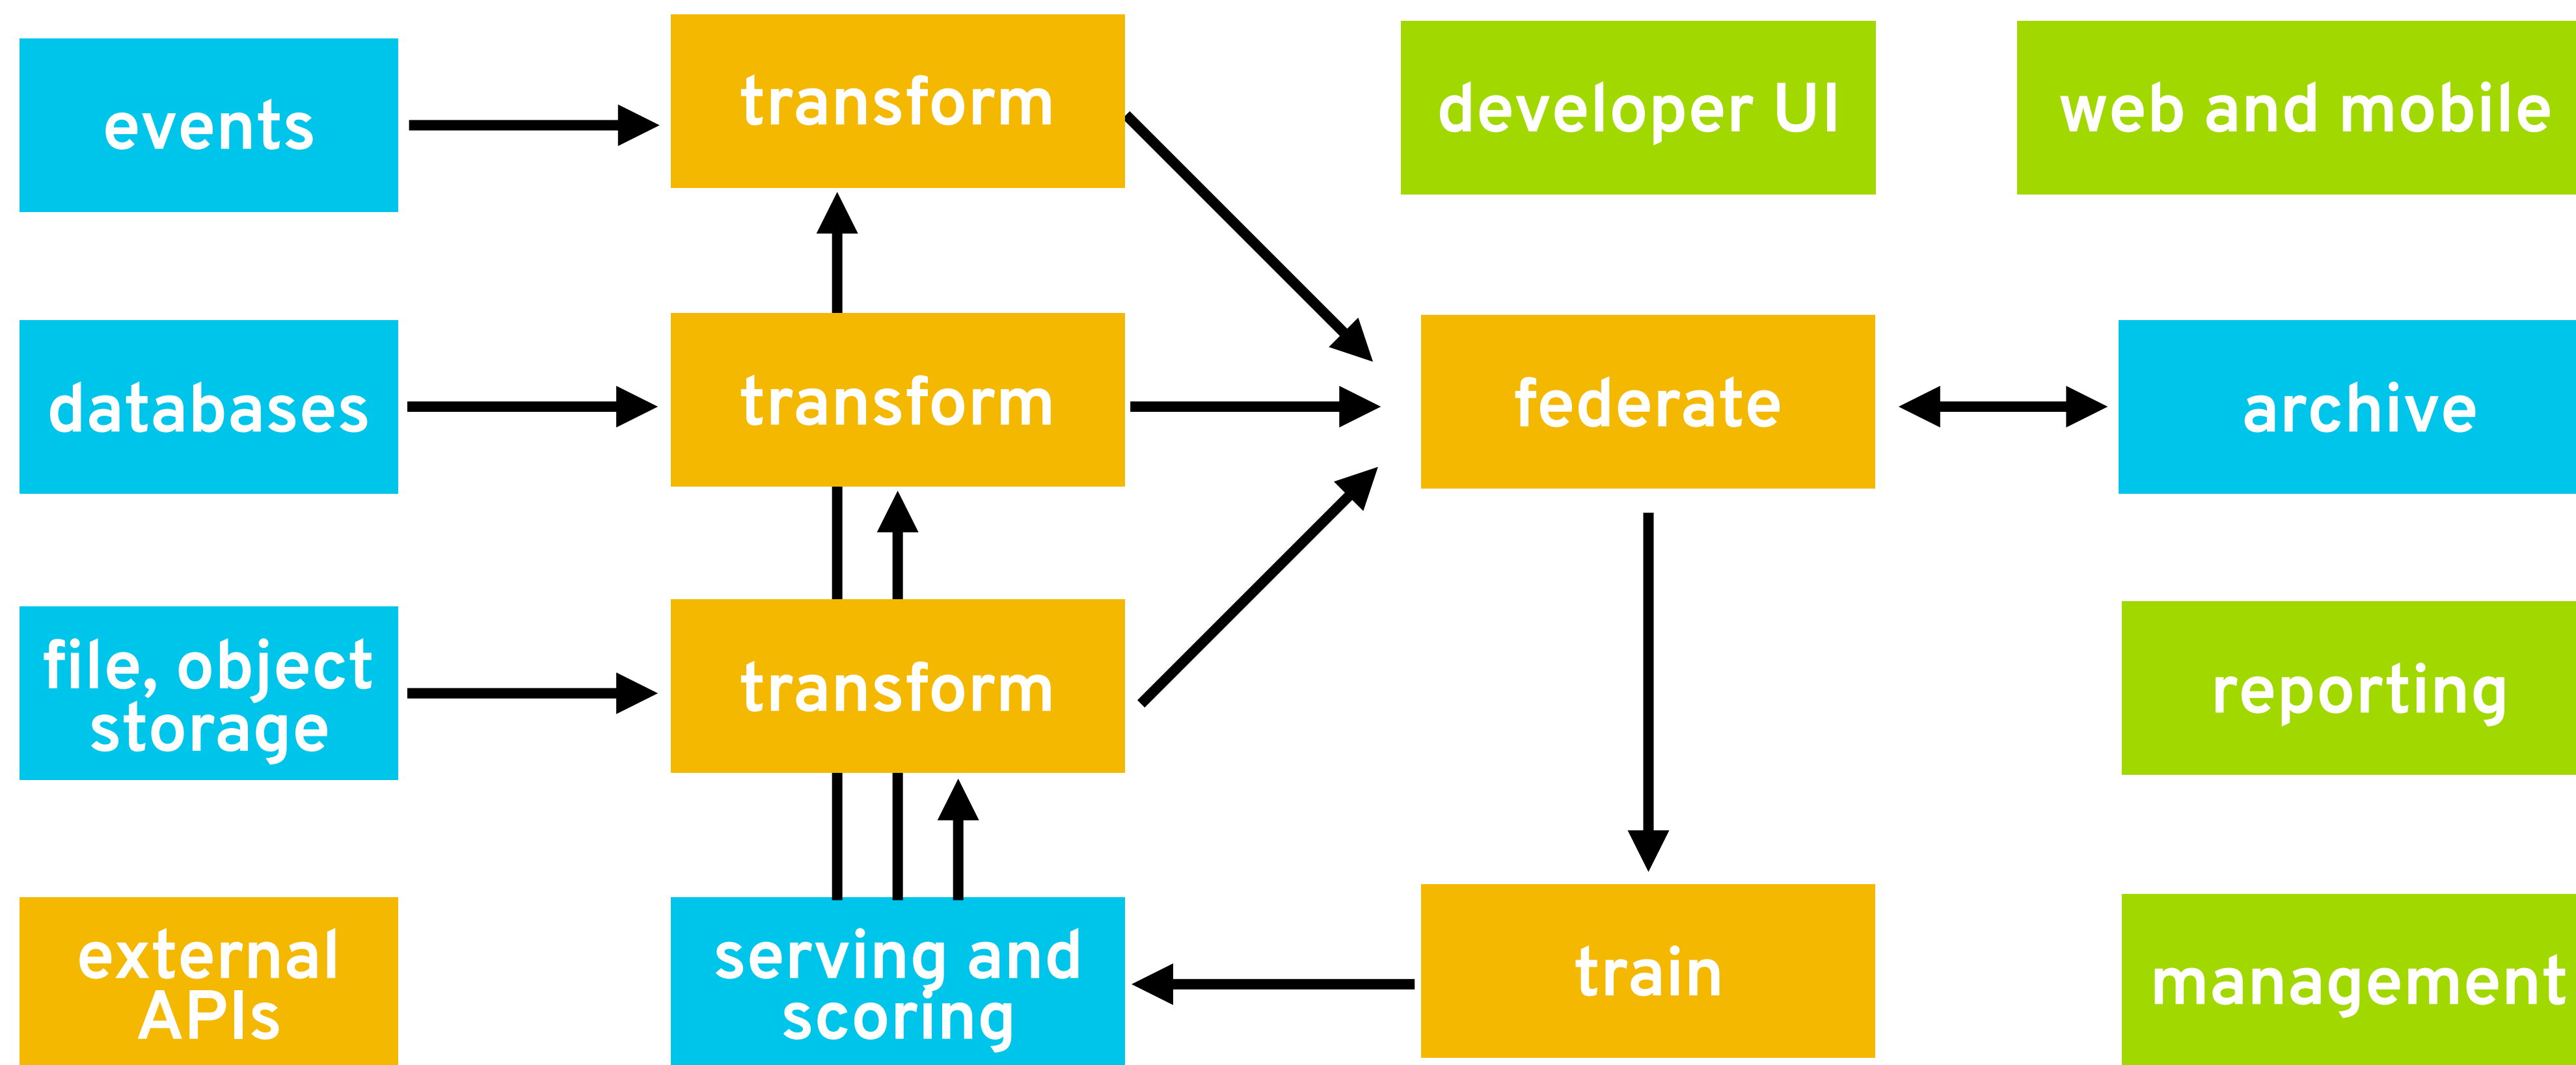 events
transform
developer UI
web and mobile
databases
transform
federate
archive
file, object
storage
transform
reporting
external
APIs
serving and
scoring
train
management